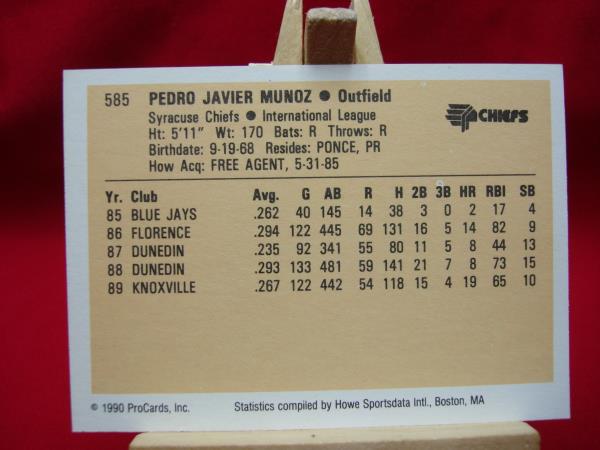 585 PEDRO JAVIER MUNOZ ● Outfield
Syracuse Chiefs ● International League
CHIEFS
Ht: 5'11" Wt: 170 Bats: R Throws: R
Birthdate: 9-19-68 Resides: PONCE, PR
How Acq: FREE AGENT, 5-31-85
Yr. Club Avg. G AB R H 2B 3B HR RBI SB
85 BLUE JAYS .262 40 145 14 38 3 0 2 17 4
86 FLORENCE .294 122 445 69 131 16 5 14 82 9
87 DUNEDIN .235 92 341 55 80 11 5 8 44 13
88 DUNEDIN .293 133 481 59 141 21 7 8 73 15
89 KNOXVILLE .267 122 442 54 118 15 4 19 65 10
© 1990 ProCards, Inc. Statistics compiled by Howe Sportsdata Intl., Boston, MA